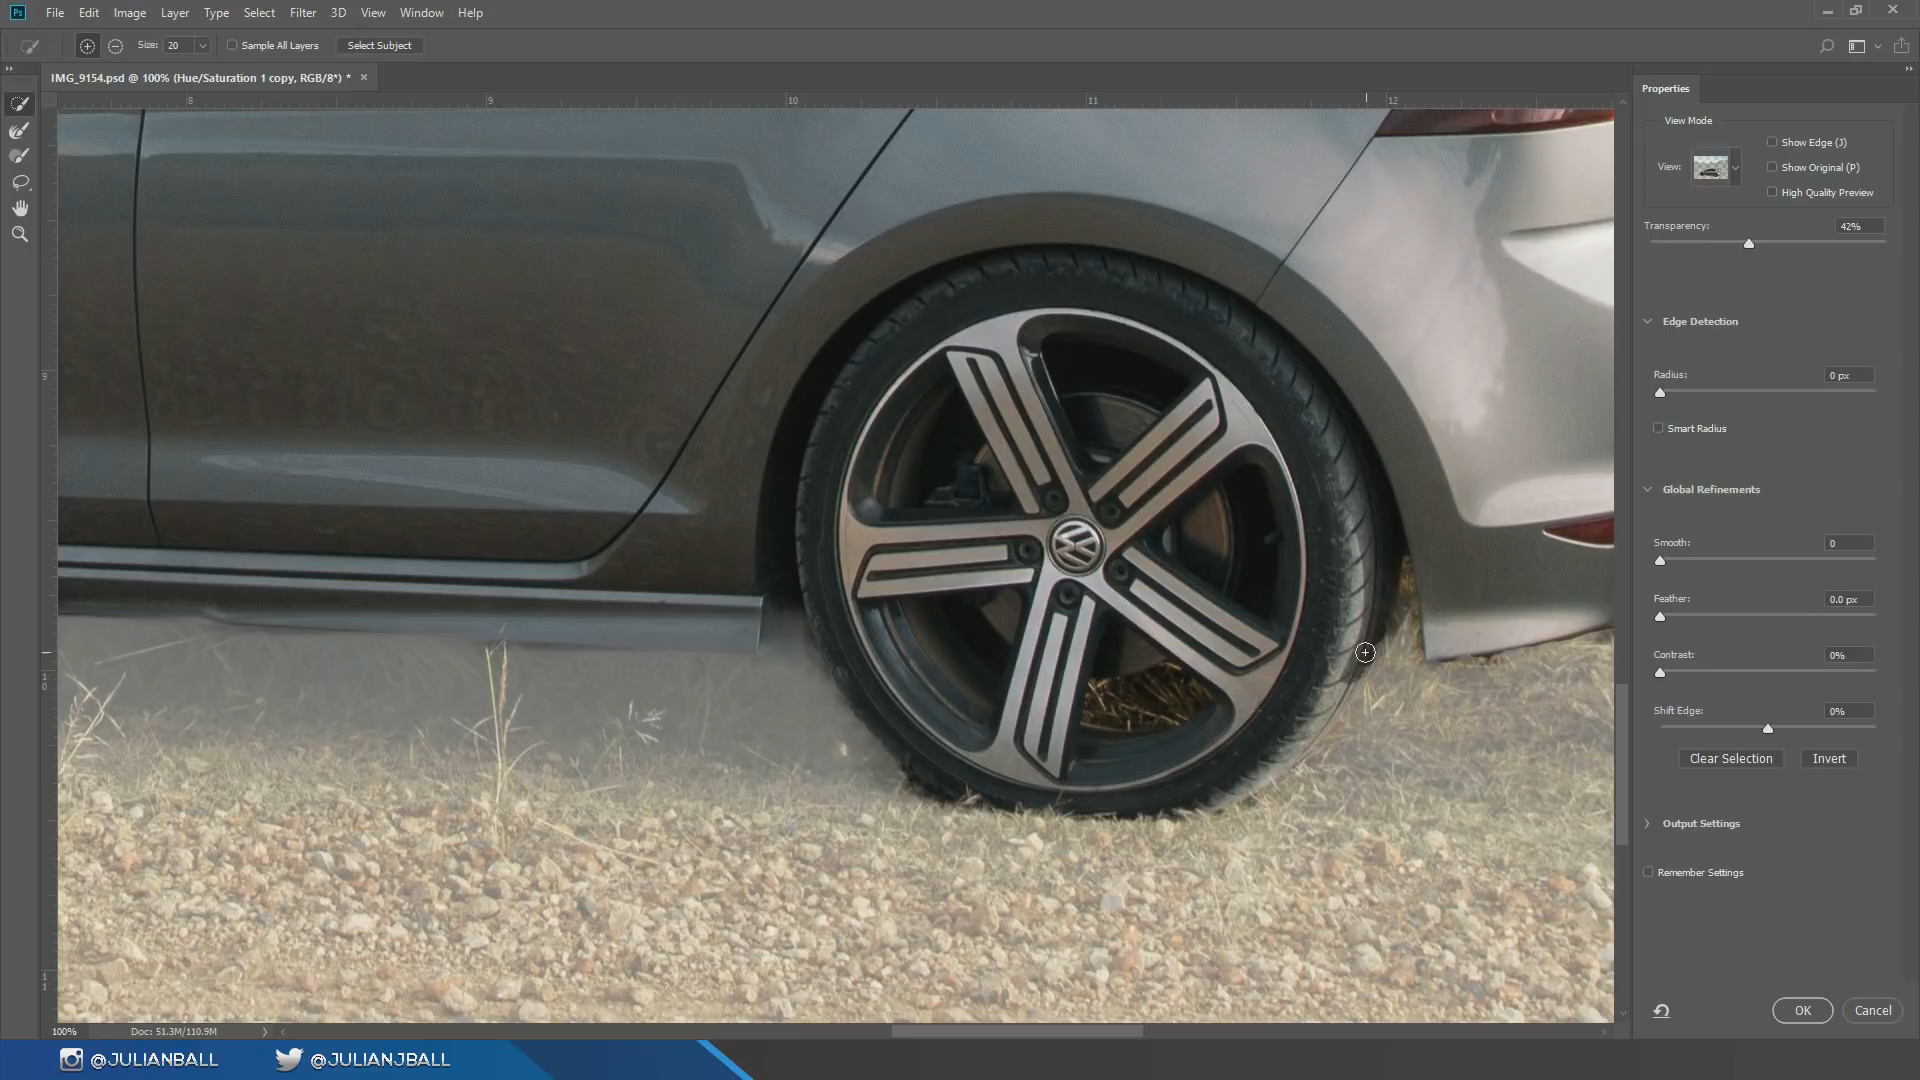 Ps File Edit Image Layer Type Select Filter 3D View Window Help
Size: 20 Sample All Layers Select Subject
IMG_9154.psd @ 100% (Hue/Saturation 1 copy, RGB/8*) *
8 9 10 11 12
9
10
11
Properties
View Mode
View:
Show Edge (J)
Show Original (P)
High Quality Preview
Transparency: 42%
Edge Detection
Radius: 0 px
Smart Radius
Global Refinements
Smooth: 0
Feather: 0.0 px
Contrast: 0%
Shift Edge: 0%
Clear Selection Invert
Output Settings
Remember Settings
OK Cancel
100% Doc: 51.3M/110.9M
@JULIANBALL @JULIANJBALL